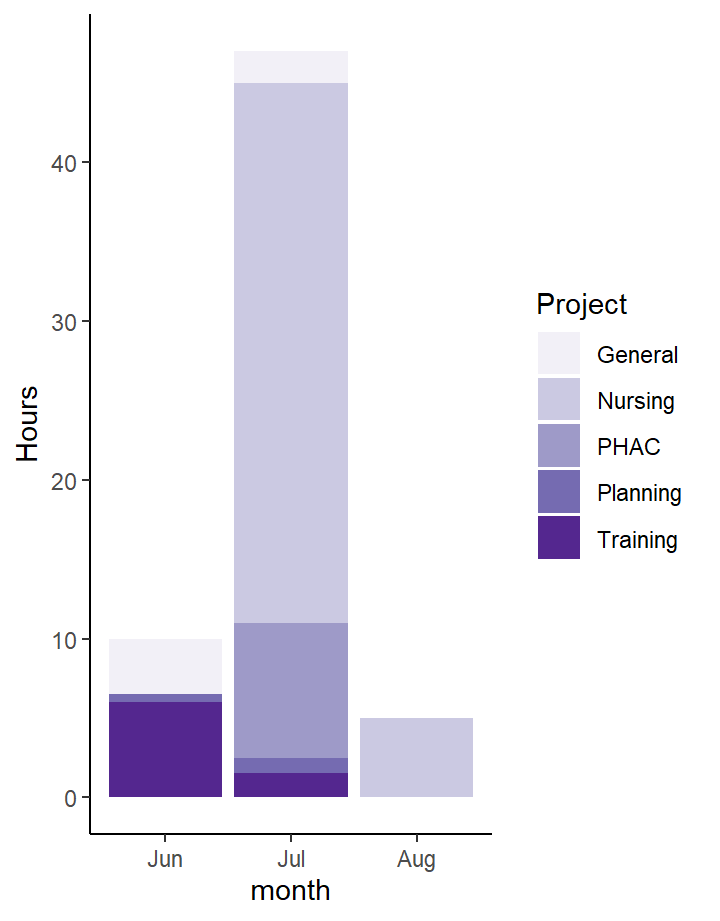 Hours
40
30
20
10
0
Jun Jul Aug
month
Project
General
Nursing
PHAC
Planning
Training